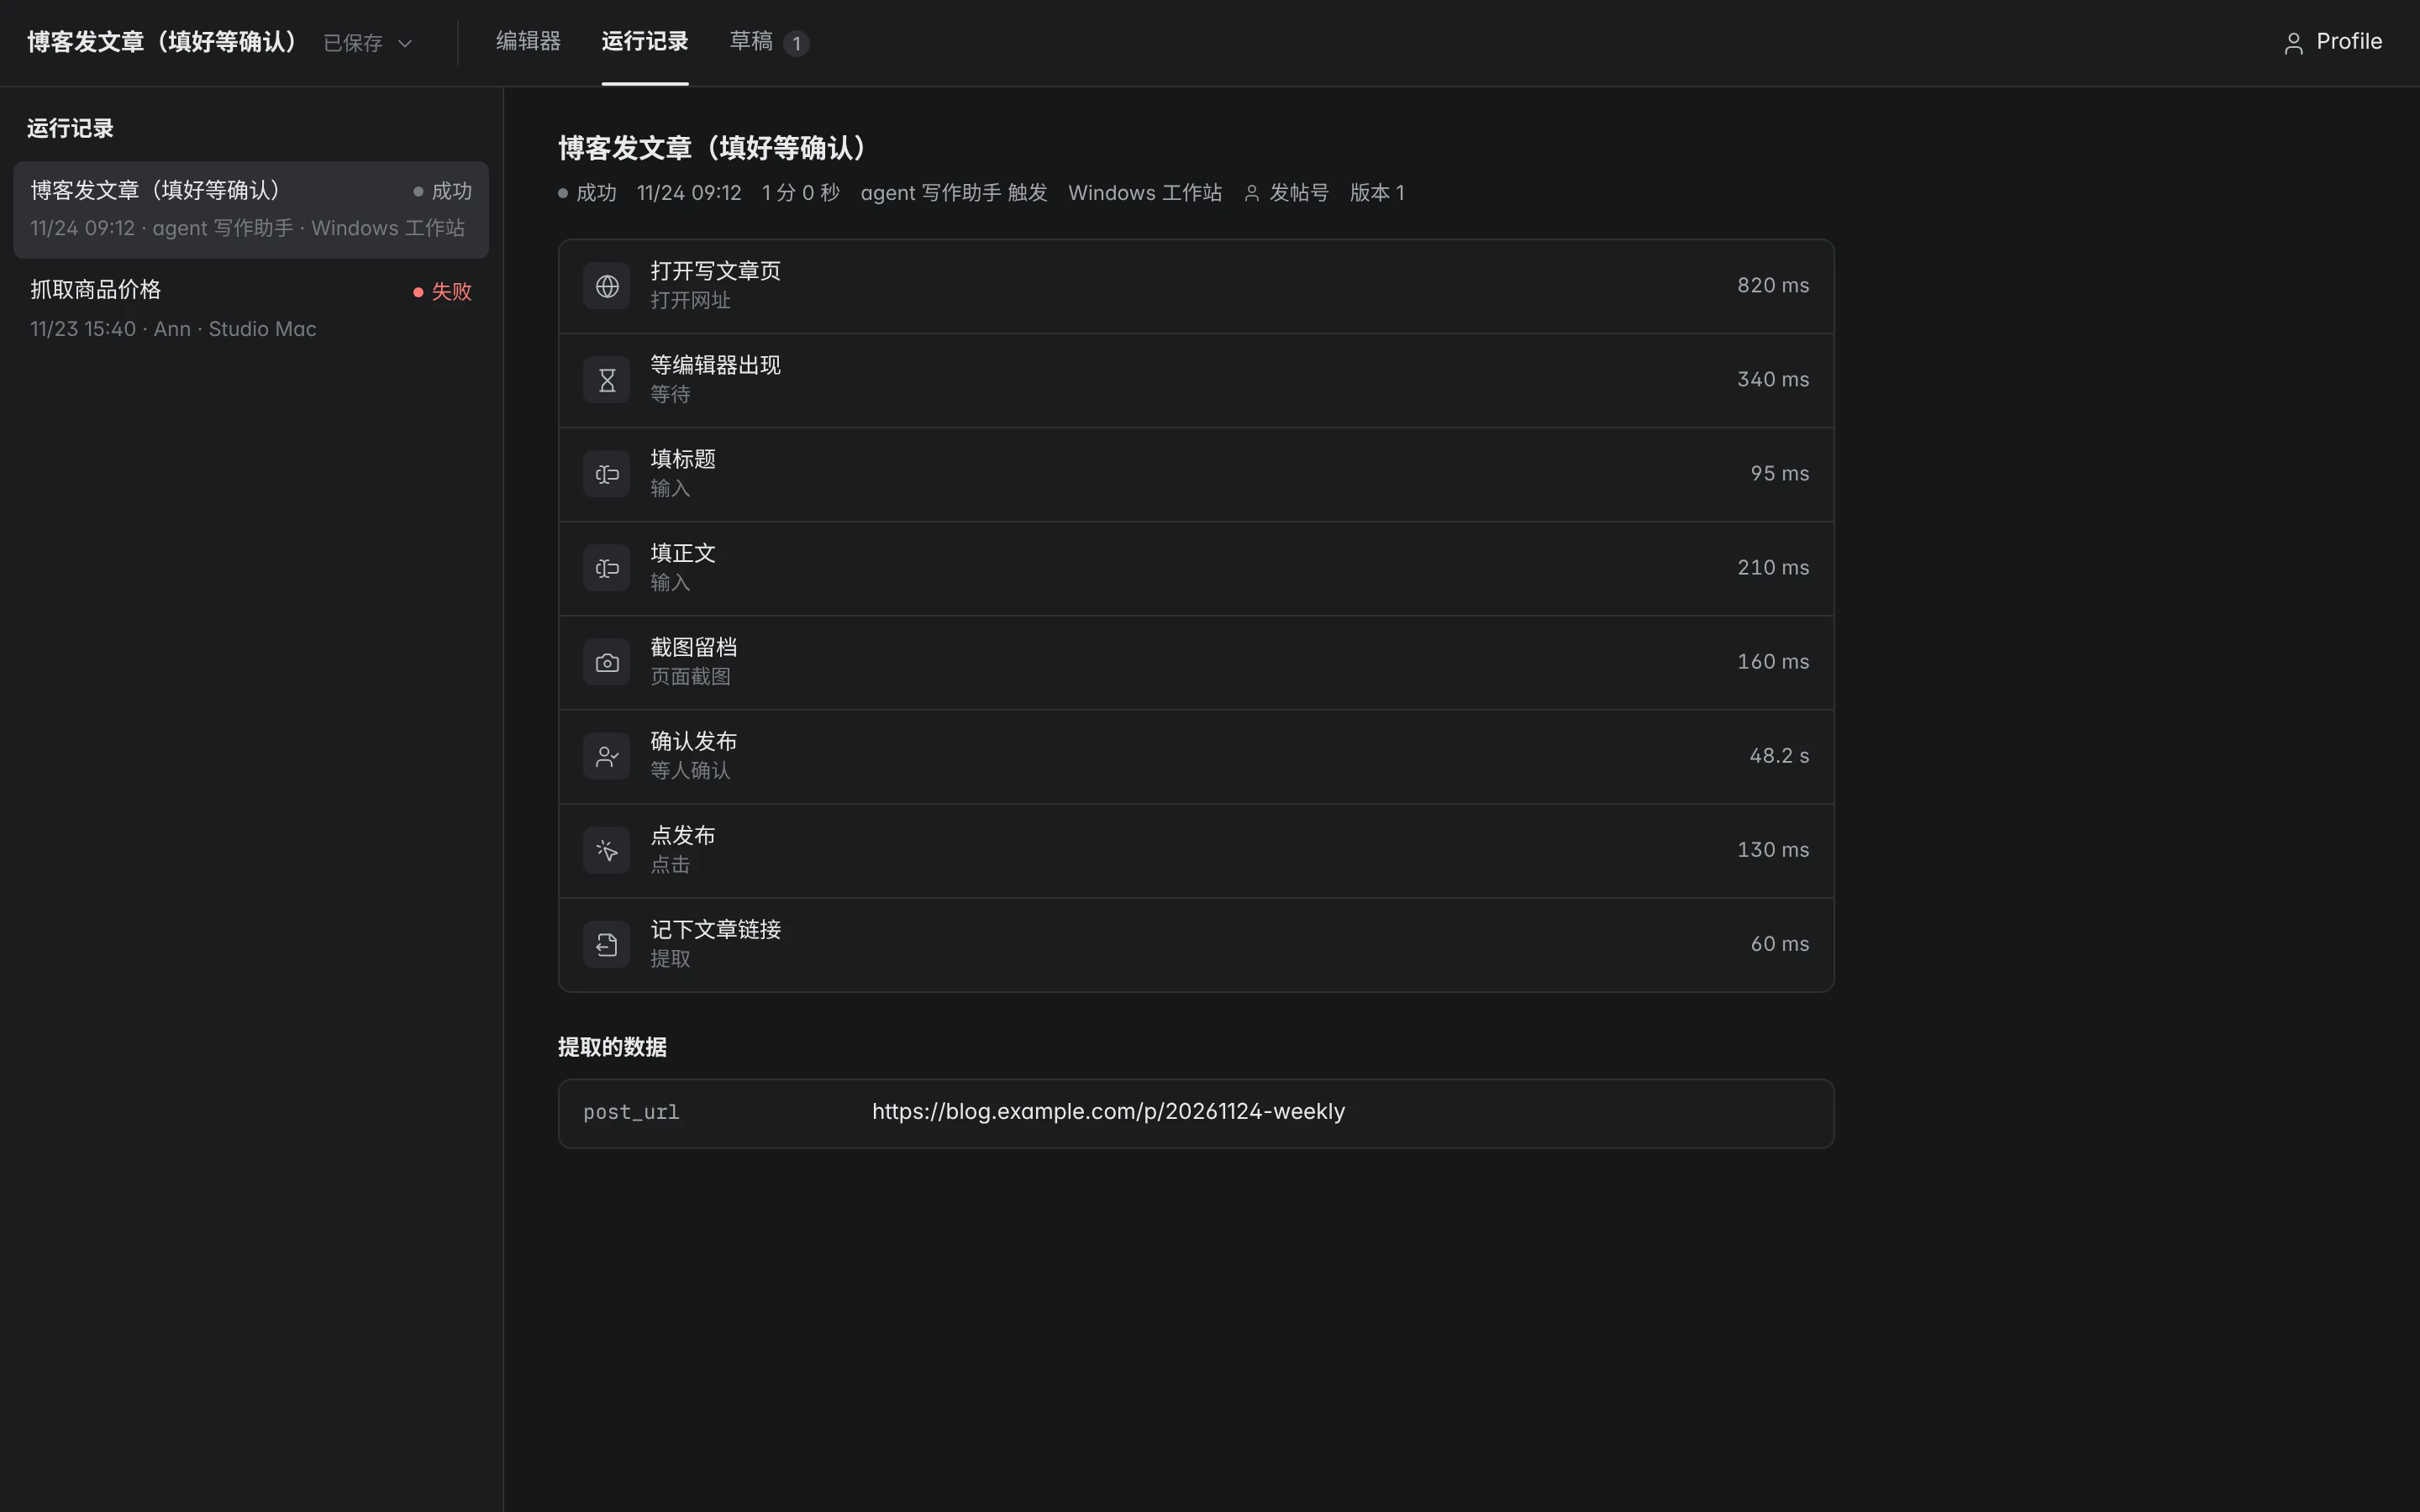 博客发文章（填好等确认） 已保存 编辑器 运行记录 草稿 1 Profile
运行记录
博客发文章（填好等确认） 成功
11/24 09:12 · agent 写作助手 · Windows 工作站
抓取商品价格 失败
11/23 15:40 · Ann · Studio Mac
博客发文章（填好等确认）
成功 11/24 09:12 1 分 0 秒 agent 写作助手 触发 Windows 工作站 发帖号 版本 1
打开写文章页
打开网址
820 ms
等编辑器出现
等待
340 ms
填标题
输入
95 ms
填正文
输入
210 ms
截图留档
页面截图
160 ms
确认发布
等人确认
48.2 s
点发布
点击
130 ms
记下文章链接
提取
60 ms
提取的数据
post_url https://blog.example.com/p/20261124-weekly